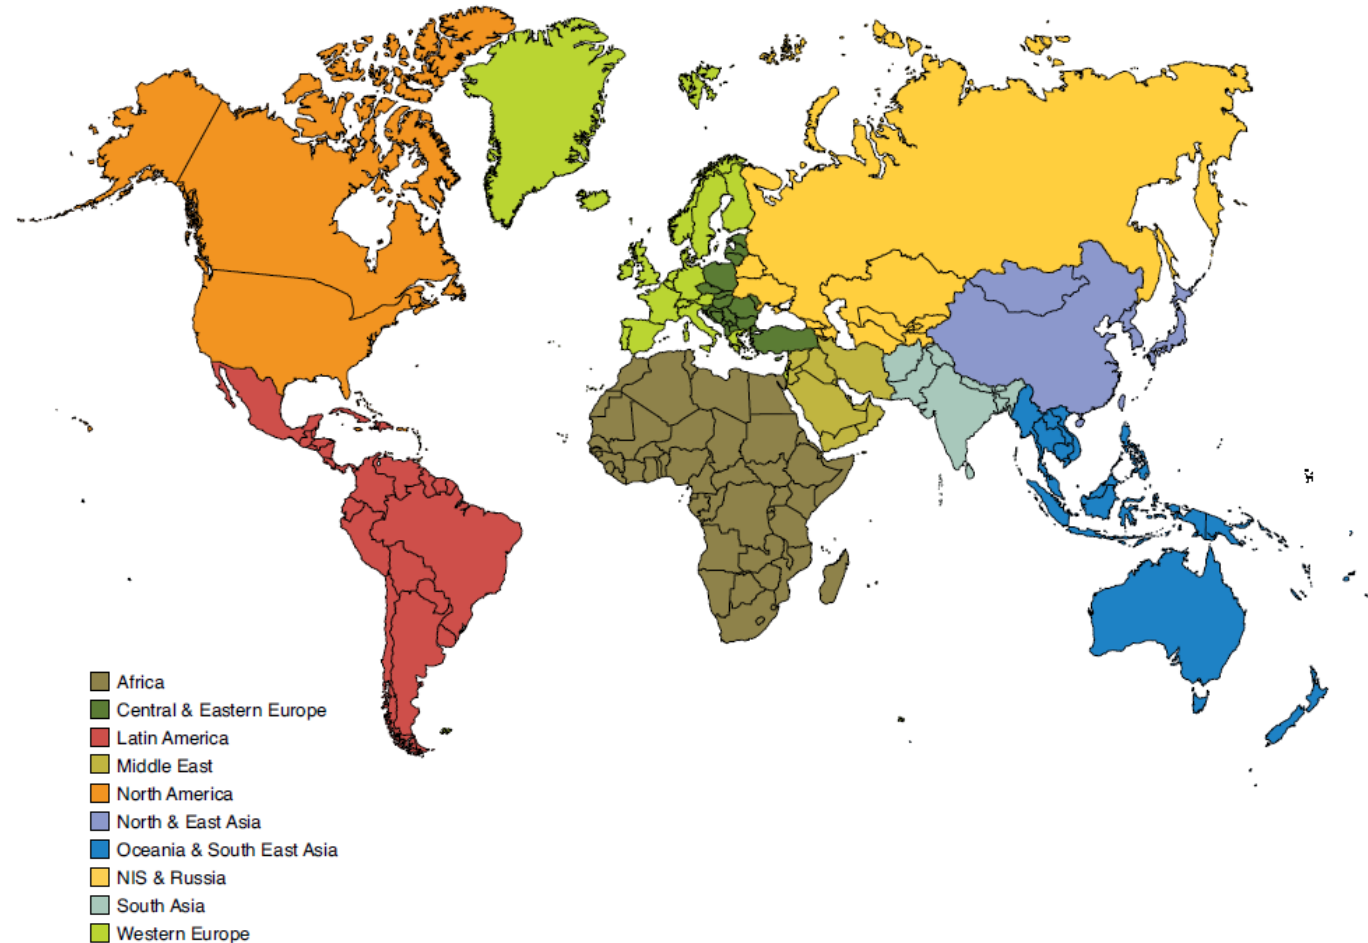 Africa
Central & Eastern Europe
Latin America
Middle East
North America
North & East Asia
Oceania & South East Asia
NIS & Russia
South Asia
Western Europe